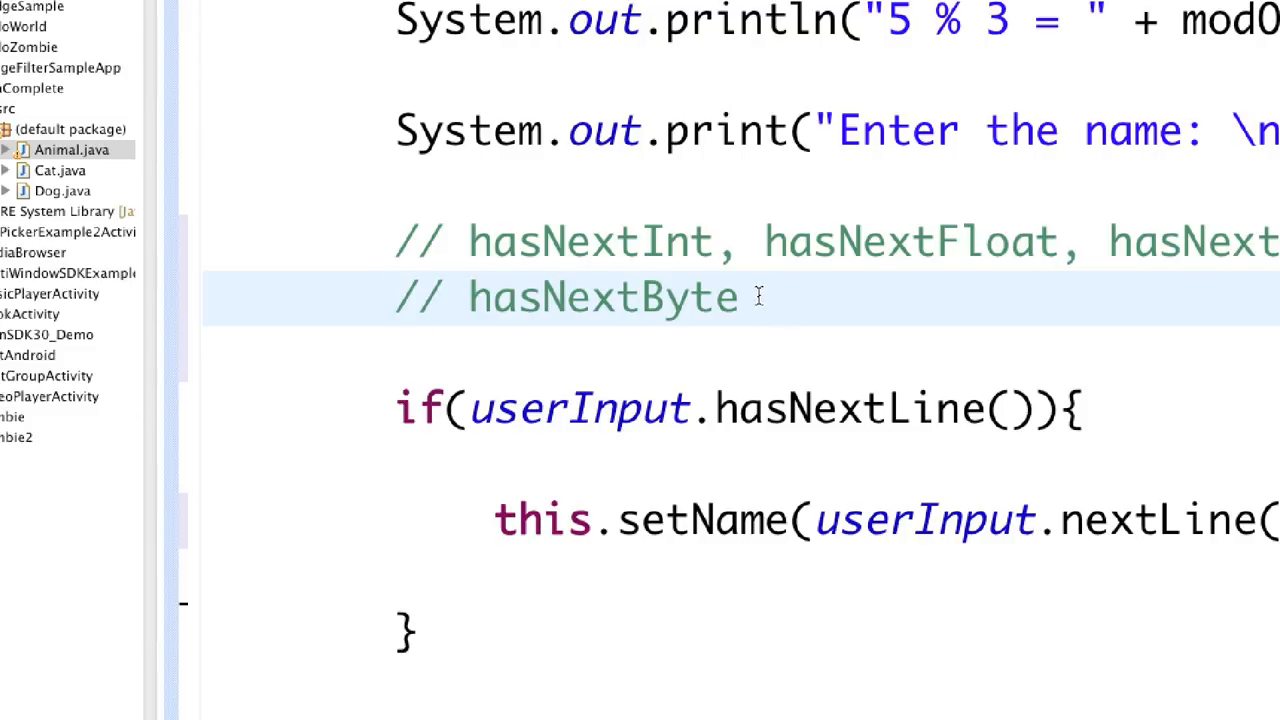 dgeSample
oWorld
oZombie
geFilterSampleApp
aComplete
src
(default package)
Animal.java
Cat.java
Dog.java
RE System Library [Ja
PickerExample2Activi
diaBrowser
tiWindowSDKExample
sicPlayerActivity
okActivity
nSDK30_Demo
tAndroid
tGroupActivity
eoPlayerActivity
mbie
mbie2
System.out.println("5 % 3 = " + modO
System.out.print("Enter the name: \n
// hasNextInt, hasNextFloat, hasNext
// hasNextByte
if(userInput.hasNextLine()){
this.setName(userInput.nextLine(
}